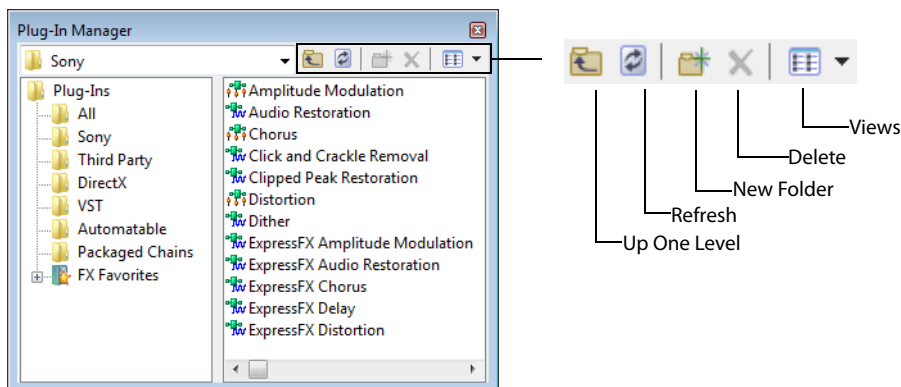 Plug-In Manager
Sony
Plug-Ins
All
Sony
Third Party
DirectX
VST
Automatable
Packaged Chains
FX Favorites
Amplitude Modulation
Audio Restoration
Chorus
Click and Crackle Removal
Clipped Peak Restoration
Distortion
Dither
ExpressFX Amplitude Modulation
ExpressFX Audio Restoration
ExpressFX Chorus
ExpressFX Delay
ExpressFX Distortion
Views
Delete
New Folder
Refresh
Up One Level